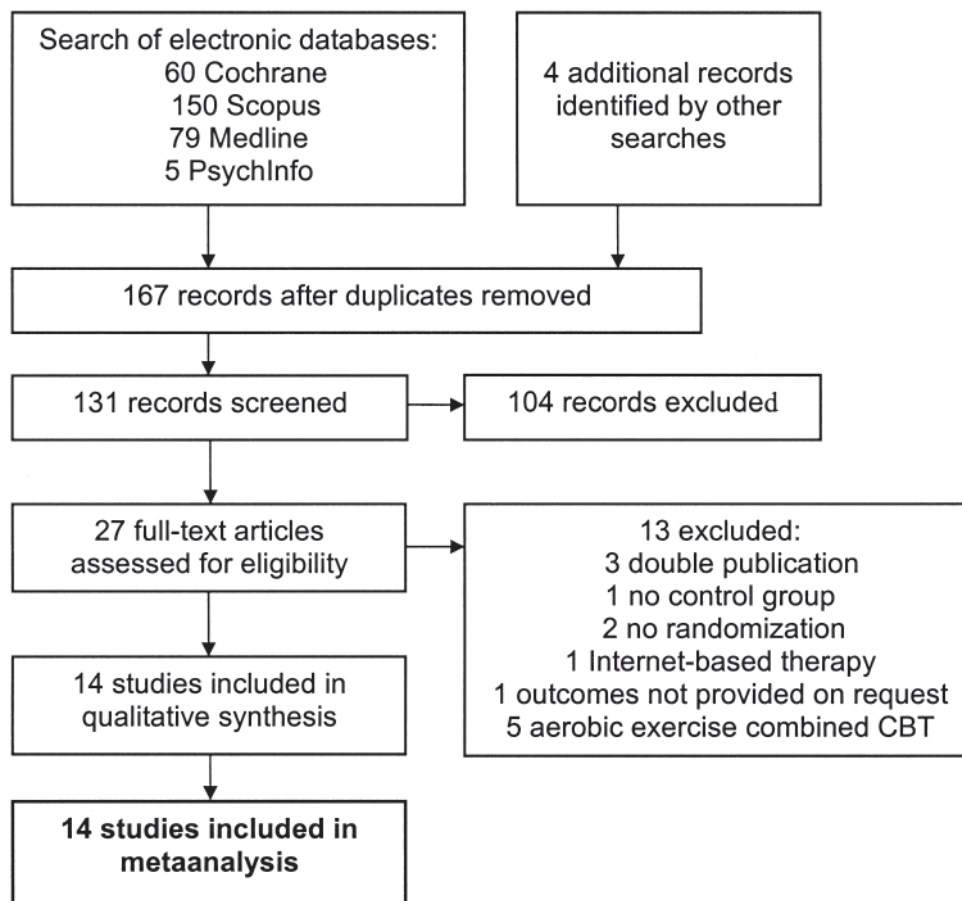 Search of electronic databases:
60 Cochrane
150 Scopus
79 Medline
5 PsychInfo
4 additional records
identified by other
searches
167 records after duplicates removed
131 records screened
104 records excluded
27 full-text articles
assessed for eligibility
13 excluded:
3 double publication
1 no control group
2 no randomization
1 Internet-based therapy
1 outcomes not provided on request
5 aerobic exercise combined CBT
14 studies included in
qualitative synthesis
14 studies included in
metaanalysis